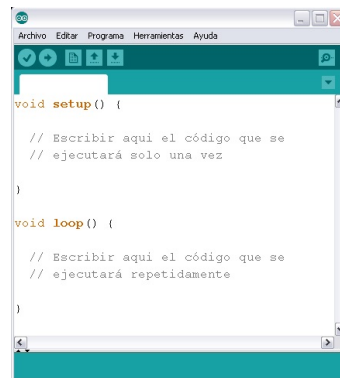 Archivo Editar Programa Herramientas Ayuda
void setup() {
// Escribir aqui el código que se
// ejecutará solo una vez
}
void loop() {
// Escribir aqui el código que se
// ejecutará repetidamente
}